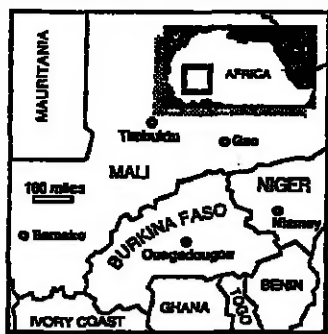 MAURITANIA
AFRICA
Timbuktu
Gao
MALI
100 miles
NIGER
Niamey
BURKINA FASO
Bamako
Ouagadougou
BENIN
GHANA
TOGO
IVORY COAST